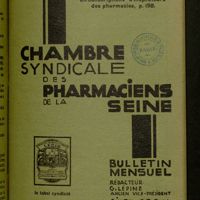 des pharmacies, p. 198.
CHAMBRE
SYNDICALE
DES
PHARMACIENS
DE LA
SEINE
le label syndical
BULLETIN
MENSUEL
RÉDACTEUR
G. LÉPINE
ANCIEN VICE-PRÉSIDENT